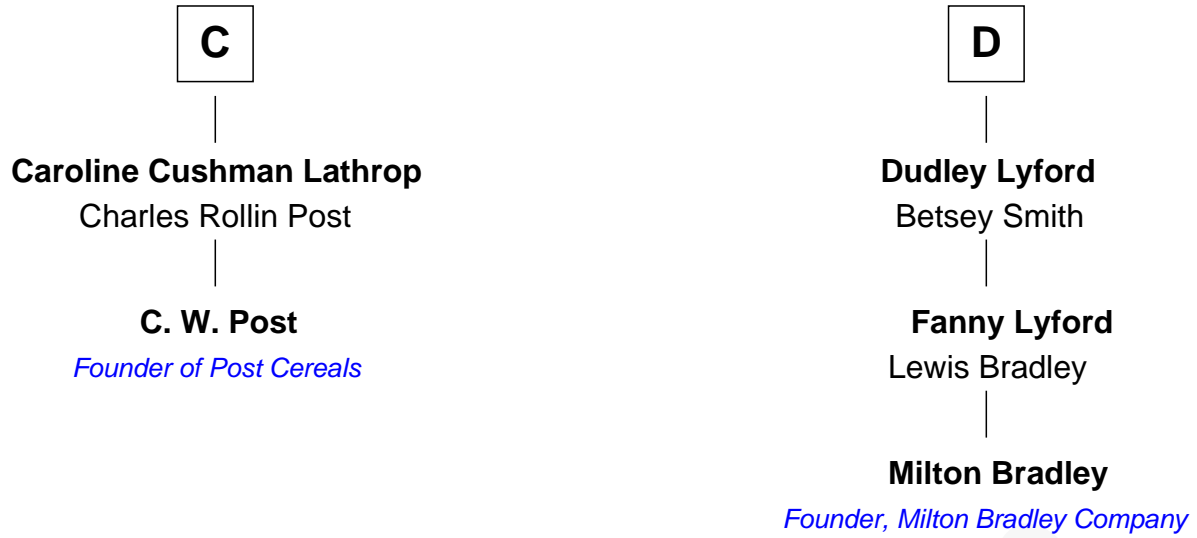 C
Caroline Cushman Lathrop
Charles Rollin Post
C. W. Post
Founder of Post Cereals
D
Dudley Lyford
Betsey Smith
Fanny Lyford
Lewis Bradley
Milton Bradley
Founder, Milton Bradley Company